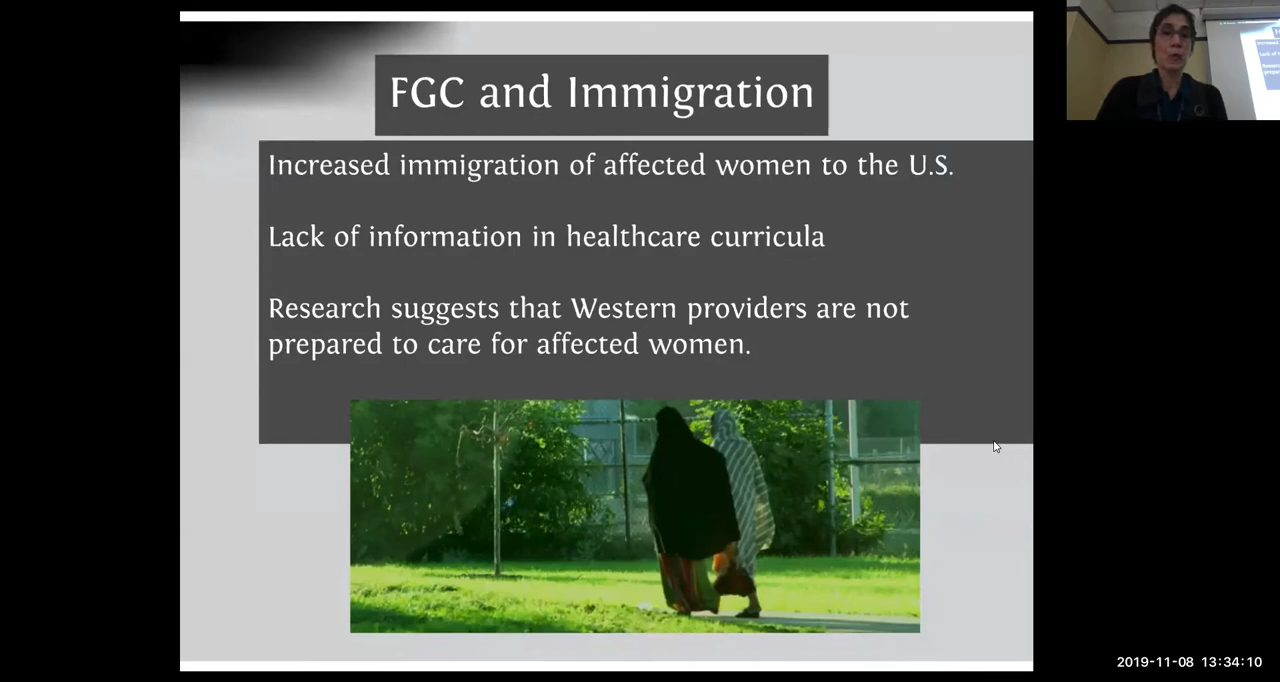 FGC and Immigration
Increased immigration of affected women to the U.S.
Lack of information in healthcare curricula
Research suggests that Western providers are not
prepared to care for affected women.
2019-11-08 13:34:10